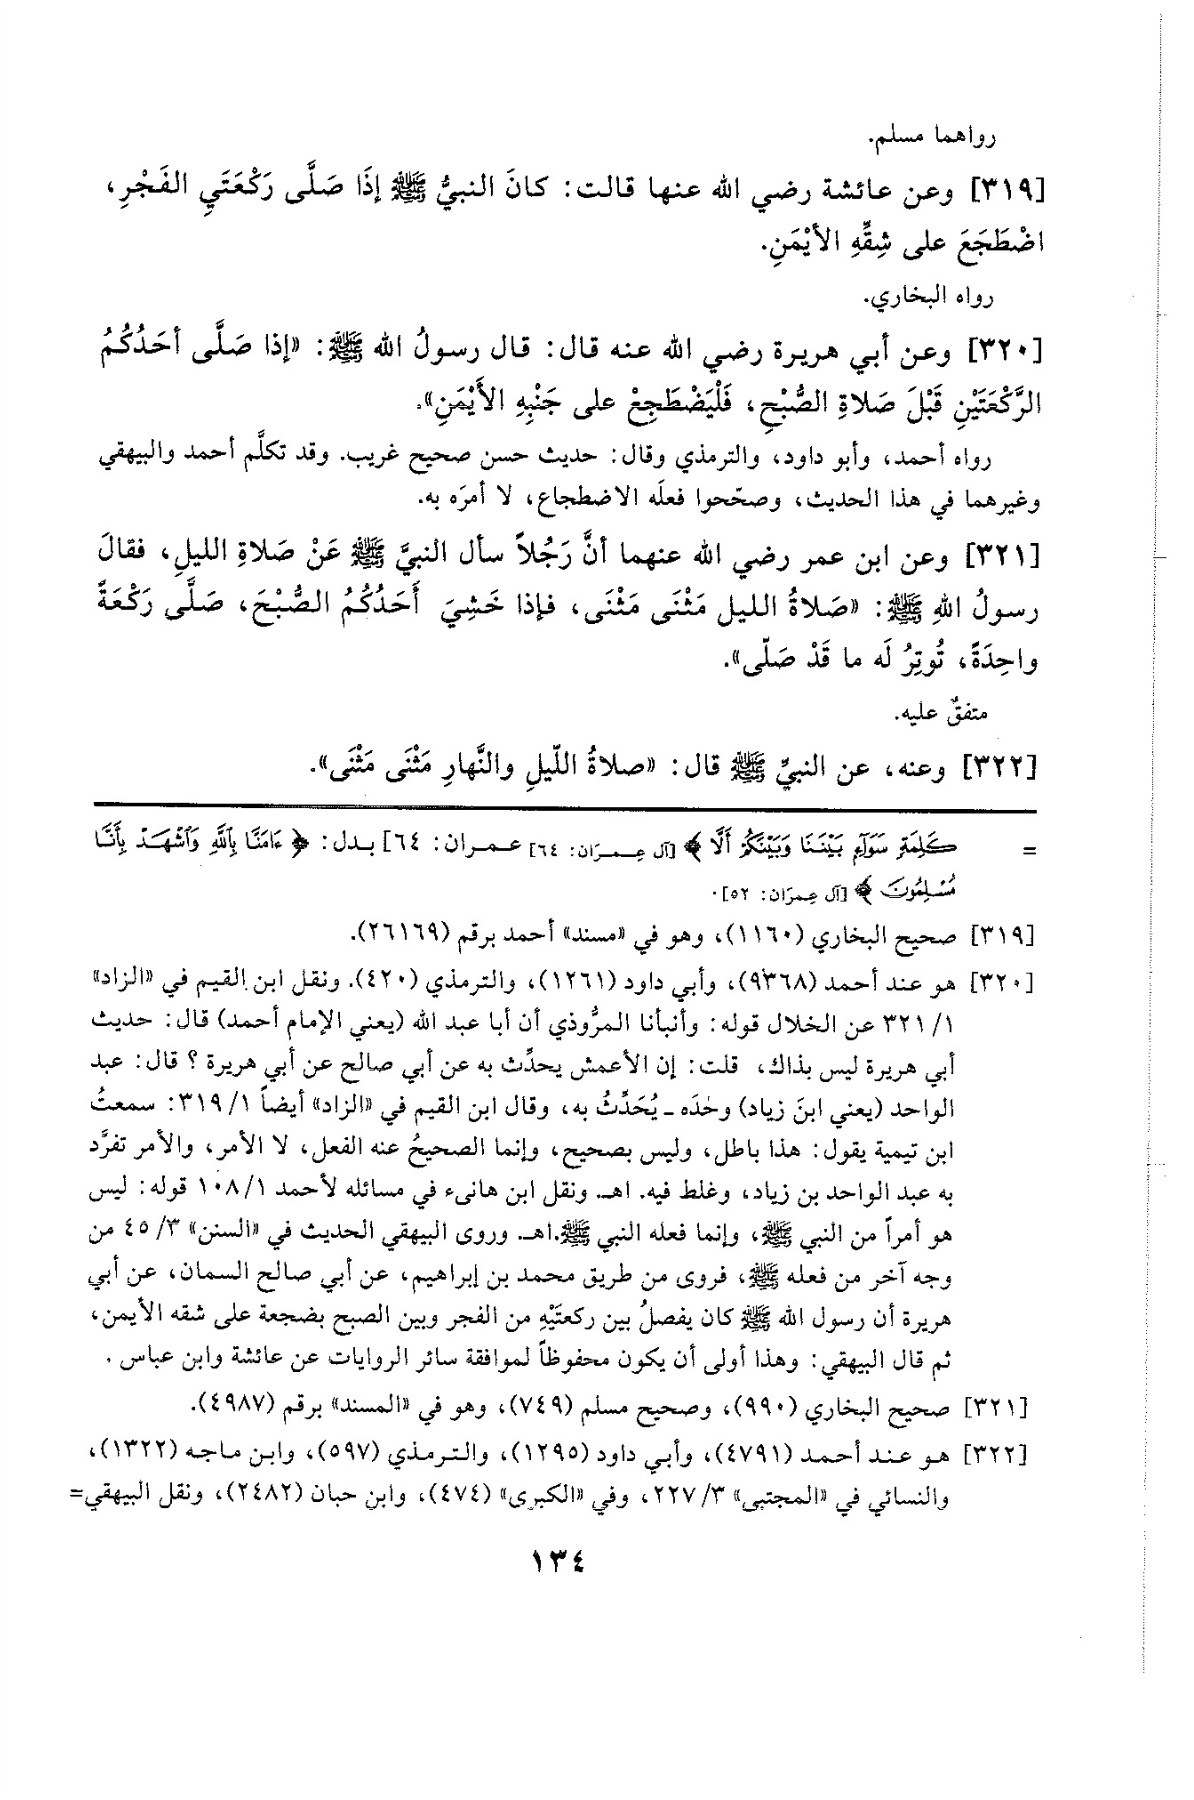 رواهما مسلم.
[٣١٩] وعن عائشة رضي الله عنها قالت: كانَ النبيُّ ﷺ إذَا صَلَّى رَكْعَتَيِ الفَجْرِ،
اضْطَجَعَ على شِقِّهِ الأيْمَنِ.
رواه البخاري.
[٣٢٠] وعن أبي هريرة رضي الله عنه قال: قال رسولُ الله ﷺ: «إذا صَلَّى أحَدُكُمُ
الرَّكْعَتَيْنِ قَبْلَ صَلاةِ الصُّبْحِ، فَلْيَضْطَجِعْ على جَنْبِهِ الأَيْمَنِ».
رواه أحمد، وأبو داود، والترمذي وقال: حديث حسن صحيح غريب. وقد تكلَّم أحمد والبيهقي
وغيرهما في هذا الحديث، وصحّحوا فعلَه الاضطجاع، لا أمرَه به.
[٣٢١] وعن ابن عمر رضي الله عنهما أنَّ رَجُلاً سأل النبيَّ ﷺ عَنْ صَلاةِ الليلِ، فقالَ
رسولُ اللهِ ﷺ: «صَلاةُ الليل مَثْنَى مَثْنَى، فإذا خَشِيَ أَحَدُكُمُ الصُّبْحَ، صَلَّى رَكْعَةً
واحِدَةً، تُوتِرُ لَه ما قَدْ صَلّى».
متفقٌ عليه.
[٣٢٢] وعنه، عن النبيِّ ﷺ قال: «صلاةُ اللّيلِ والنَّهارِ مَثْنَى مَثْنَى».
= كَلِمَةٍ سَوَآءٍ بَيْنَنَا وَبَيْنَكُمْ أَلَّا ﴾ [آل عِـمـرَان: ٦٤] عـمـران: ٦٤] بـدل: ﴿ ءَامَنَّا بِٱللَّهِ وَٱشْهَدْ بِأَنَّا
مُسْلِمُونَ ﴾ [آل عِمرَان: ٥٢].
[٣١٩] صحيح البخاري (١١٦٠)، وهو في «مسند» أحمد برقم (٢٦١٦٩).
[٣٢٠] هو عند أحمد (٩٣٦٨)، وأبي داود (١٢٦١)، والترمذي (٤٢٠). ونقل ابن القيم في «الزاد»
١/ ٣٢١ عن الخلال قوله: وأنبأنا المرُّوذي أن أبا عبد الله (يعني الإمام أحمد) قال: حديث
أبي هريرة ليس بذاك، قلت: إن الأعمش يحدِّث به عن أبي صالح عن أبي هريرة؟ قال: عبد
الواحد (يعني ابنَ زياد) وحْدَه ـ يُحَدِّثُ به، وقال ابن القيم في «الزاد» أيضاً ١/ ٣١٩: سمعتُ
ابن تيمية يقول: هذا باطل، وليس بصحيح، وإنما الصحيحُ عنه الفعل، لا الأمر، والأمر تفرَّد
به عبد الواحد بن زياد، وغلط فيه. اهـ. ونقل ابن هانىء في مسائله لأحمد ١٠٨/١ قوله: ليس
هو أمراً من النبي ﷺ، وإنما فعله النبي ﷺ.اهـ. وروى البيهقي الحديث في «السنن» ٣/ ٤٥ من
وجه آخر من فعله ﷺ، فروى من طريق محمد بن إبراهيم، عن أبي صالح السمان، عن أبي
هريرة أن رسول الله ﷺ كان يفصلُ بين ركعتَيْهِ من الفجر وبين الصبح بضجعة على شقه الأيمن،
ثم قال البيهقي: وهذا أولى أن يكون محفوظاً لموافقة سائر الروايات عن عائشة وابن عباس .
[٣٢١] صحيح البخاري (٩٩٠)، وصحيح مسلم (٧٤٩)، وهو في «المسند» برقم (٤٩٨٧).
[٣٢٢] هو عند أحمد (٤٧٩١)، وأبي داود (١٢٩٥)، والترمذي (٥٩٧)، وابن ماجه (١٣٢٢)،
والنسائي في «المجتبى» ٣/ ٢٢٧، وفي «الكبرى» (٤٧٤)، وابن حبان (٢٤٨٢)، ونقل البيهقي=
١٣٤